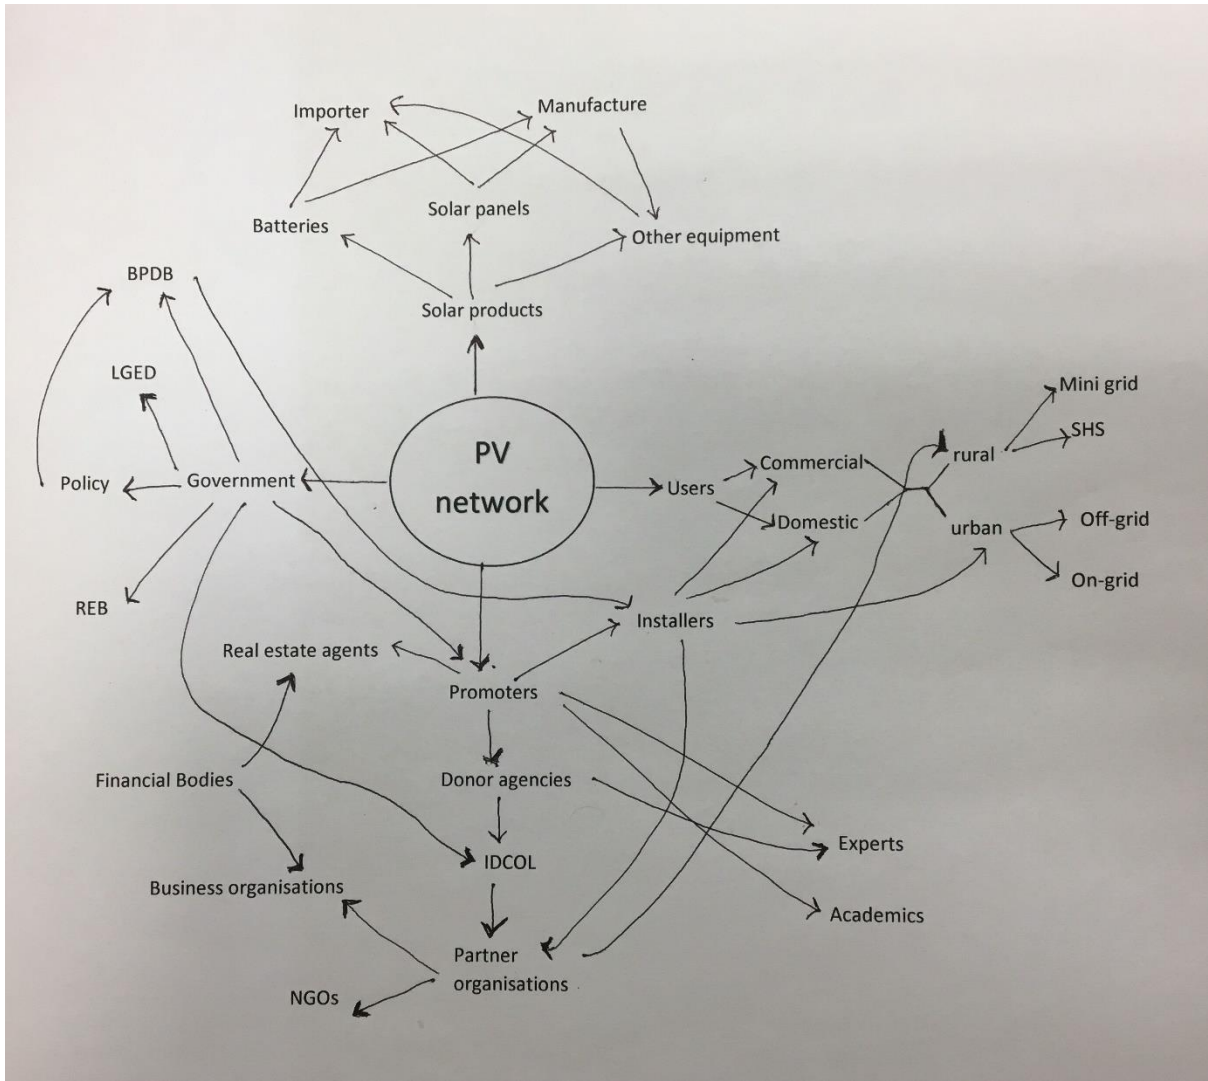 Importer
Manufacture
Batteries
Solar panels
Other equipment
BPDB
Solar products
LGED
PV
network
Policy
Government
REB
Users
Commercial
Domestic
rural
urban
Mini grid
SHS
Off-grid
On-grid
Installers
Real estate agents
Promoters
Financial Bodies
Donor agencies
IDCOL
Experts
Business organisations
Academics
Partner
organisations
NGOs